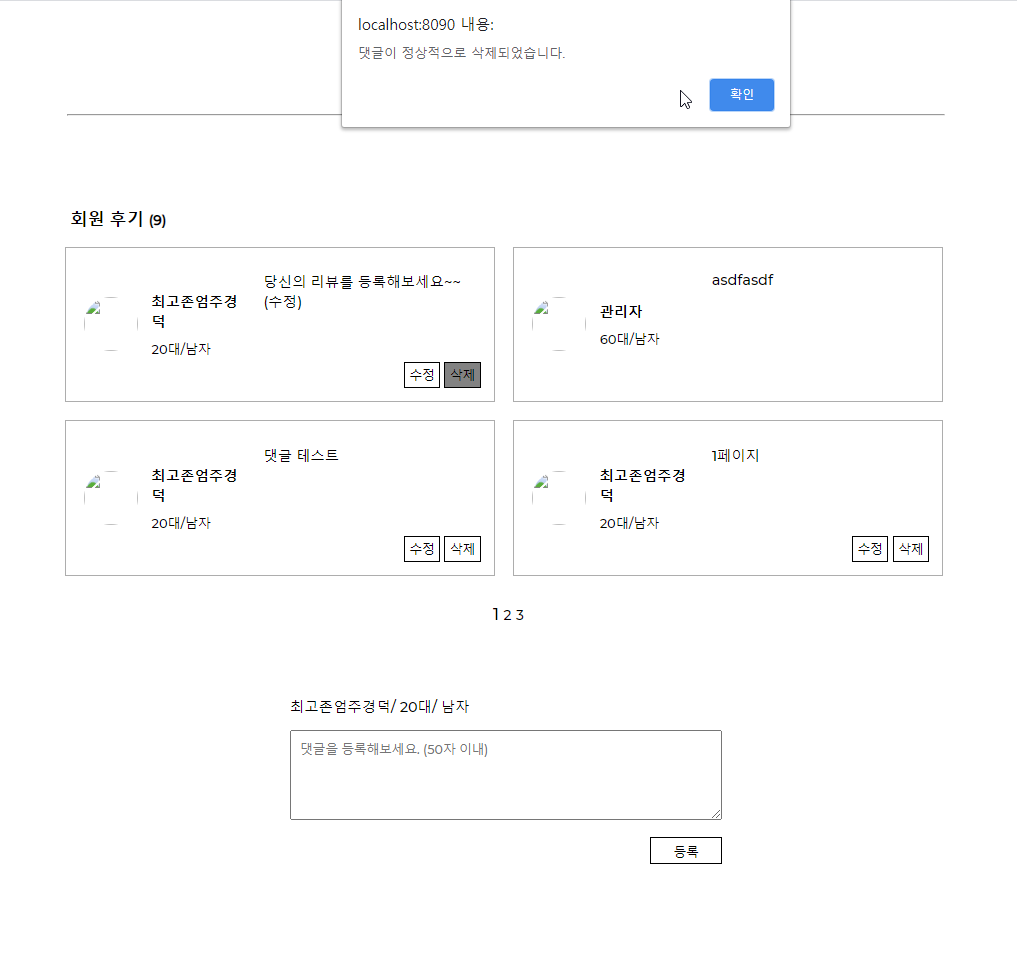 localhost:8090 내용:
댓글이 정상적으로 삭제되었습니다.
확인
회원 후기 (9)
당신의 리뷰를 등록해보세요~~
(수정)
최고존엄주경
덕
20대/남자
수정 삭제
asdfasdf
관리자
60대/남자
댓글 테스트
최고존엄주경
덕
20대/남자
수정 삭제
1페이지
최고존엄주경
덕
20대/남자
수정 삭제
1 2 3
최고존엄주경덕/ 20대/ 남자
댓글을 등록해보세요. (50자 이내)
등록